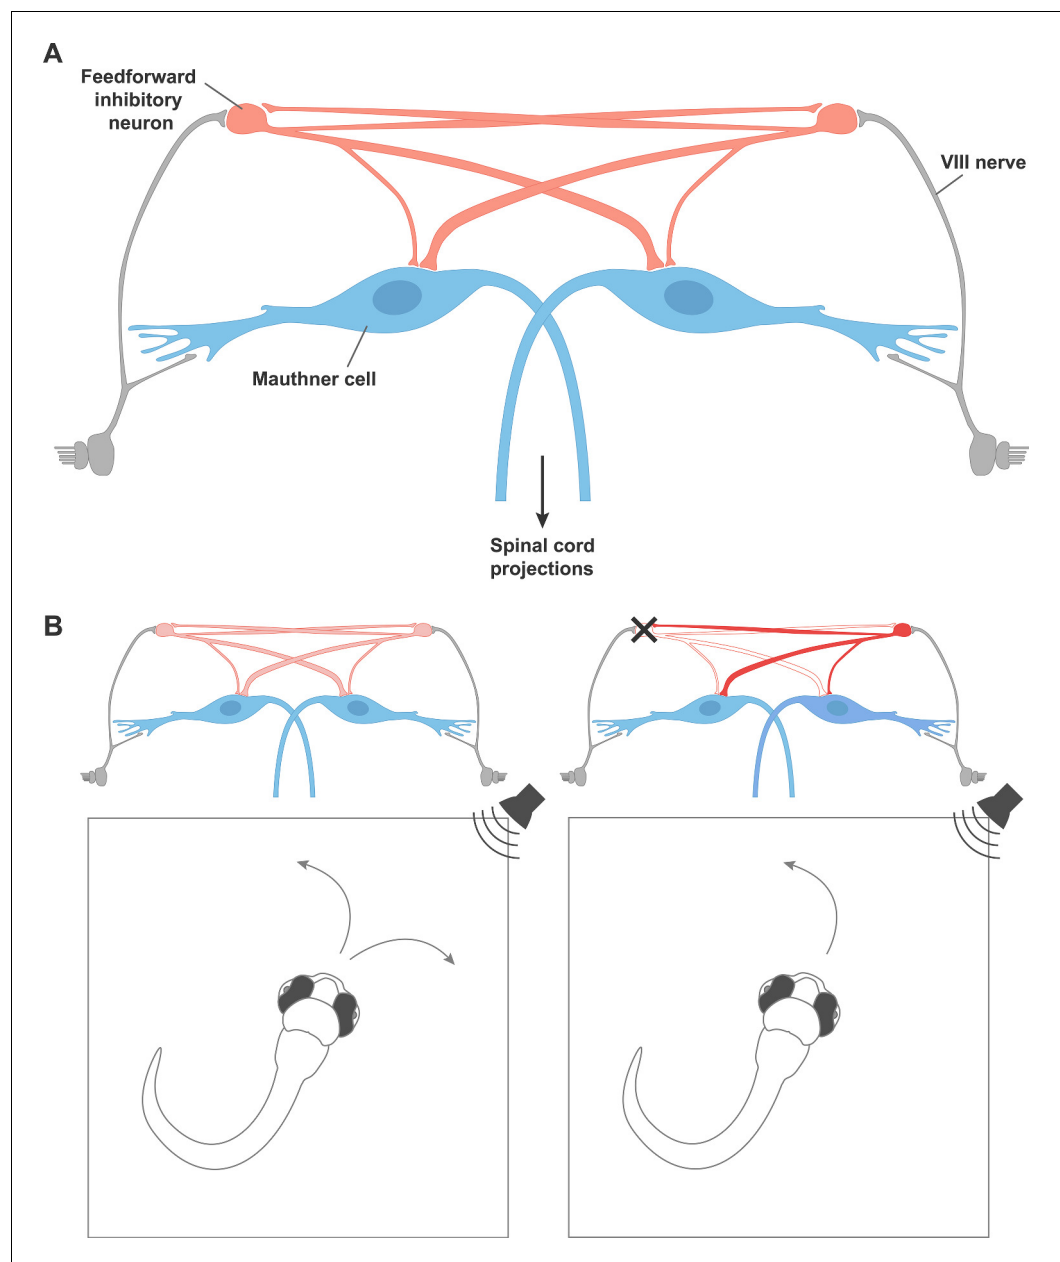 A
Feedforward
inhibitory
neuron
VIII nerve
Mauthner cell
Spinal cord
projections
B